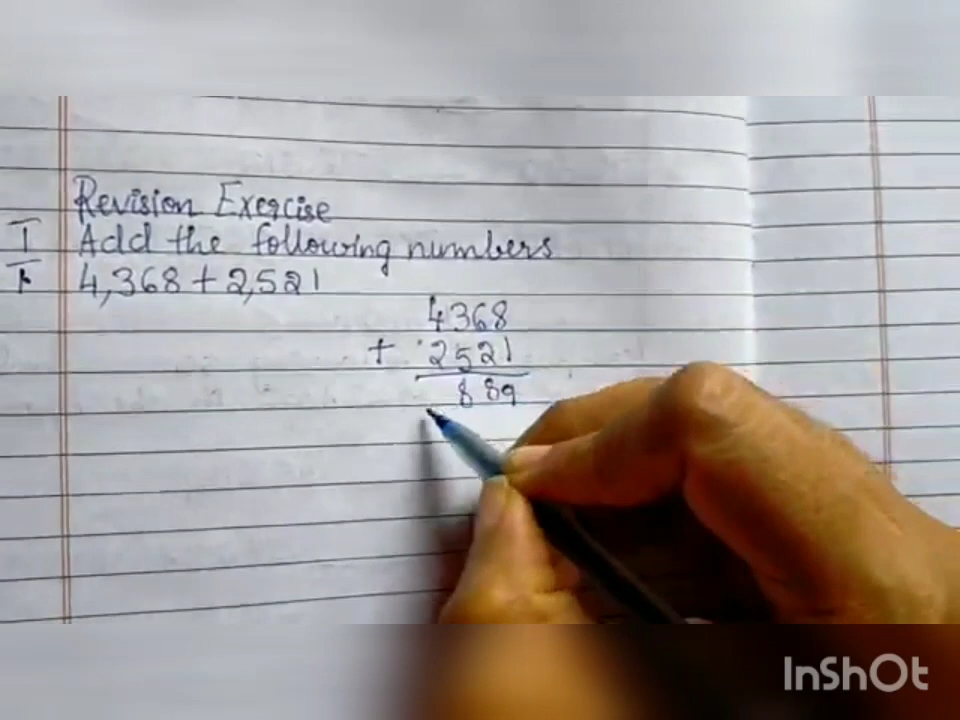 Revision Exercise
I Add the following numbers
1. 4,368 + 2,521
4368
+ 2521
889
InShOt